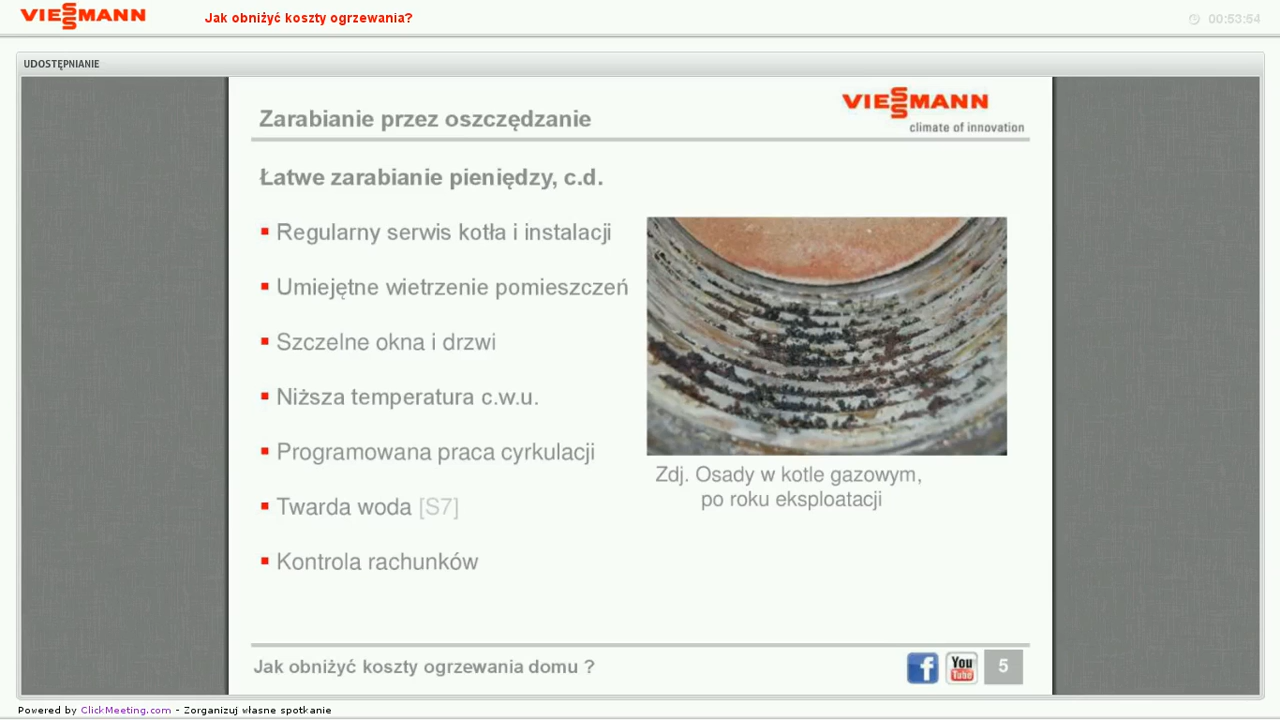 VIESSMANN
Jak obniżyć koszty ogrzewania?
00:53:54
UDOSTĘPNIANIE
Zarabianie przez oszczędzanie
VIESSMANN
climate of innovation
Łatwe zarabianie pieniędzy, c.d.
Regularny serwis kotła i instalacji
Umiejętne wietrzenie pomieszczeń
Szczelne okna i drzwi
Niższa temperatura c.w.u.
Programowana praca cyrkulacji
Twarda woda [S7]
Kontrola rachunków
Zdj. Osady w kotle gazowym,
po roku eksploatacji
Jak obniżyć koszty ogrzewania domu ?
f
You
Tube
5
Powered by ClickMeeting.com - Zorganizuj własne spotkanie